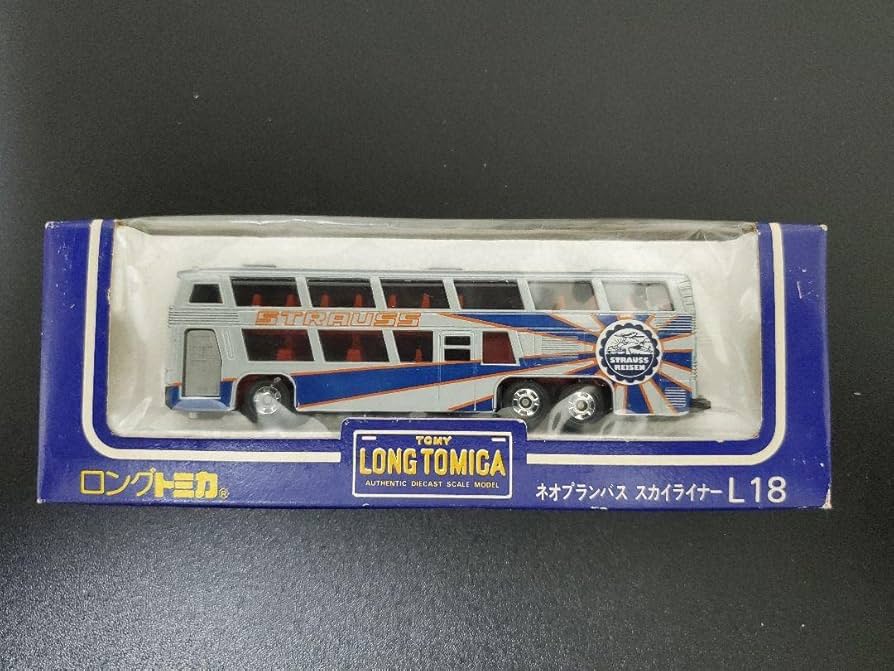 STRAUSS
STRAUSS
REISEN
ロングトミカ®
TOMY
LONG TOMICA
AUTHENTIC DIECAST SCALE MODEL
ネオプランバス スカイライナー L18